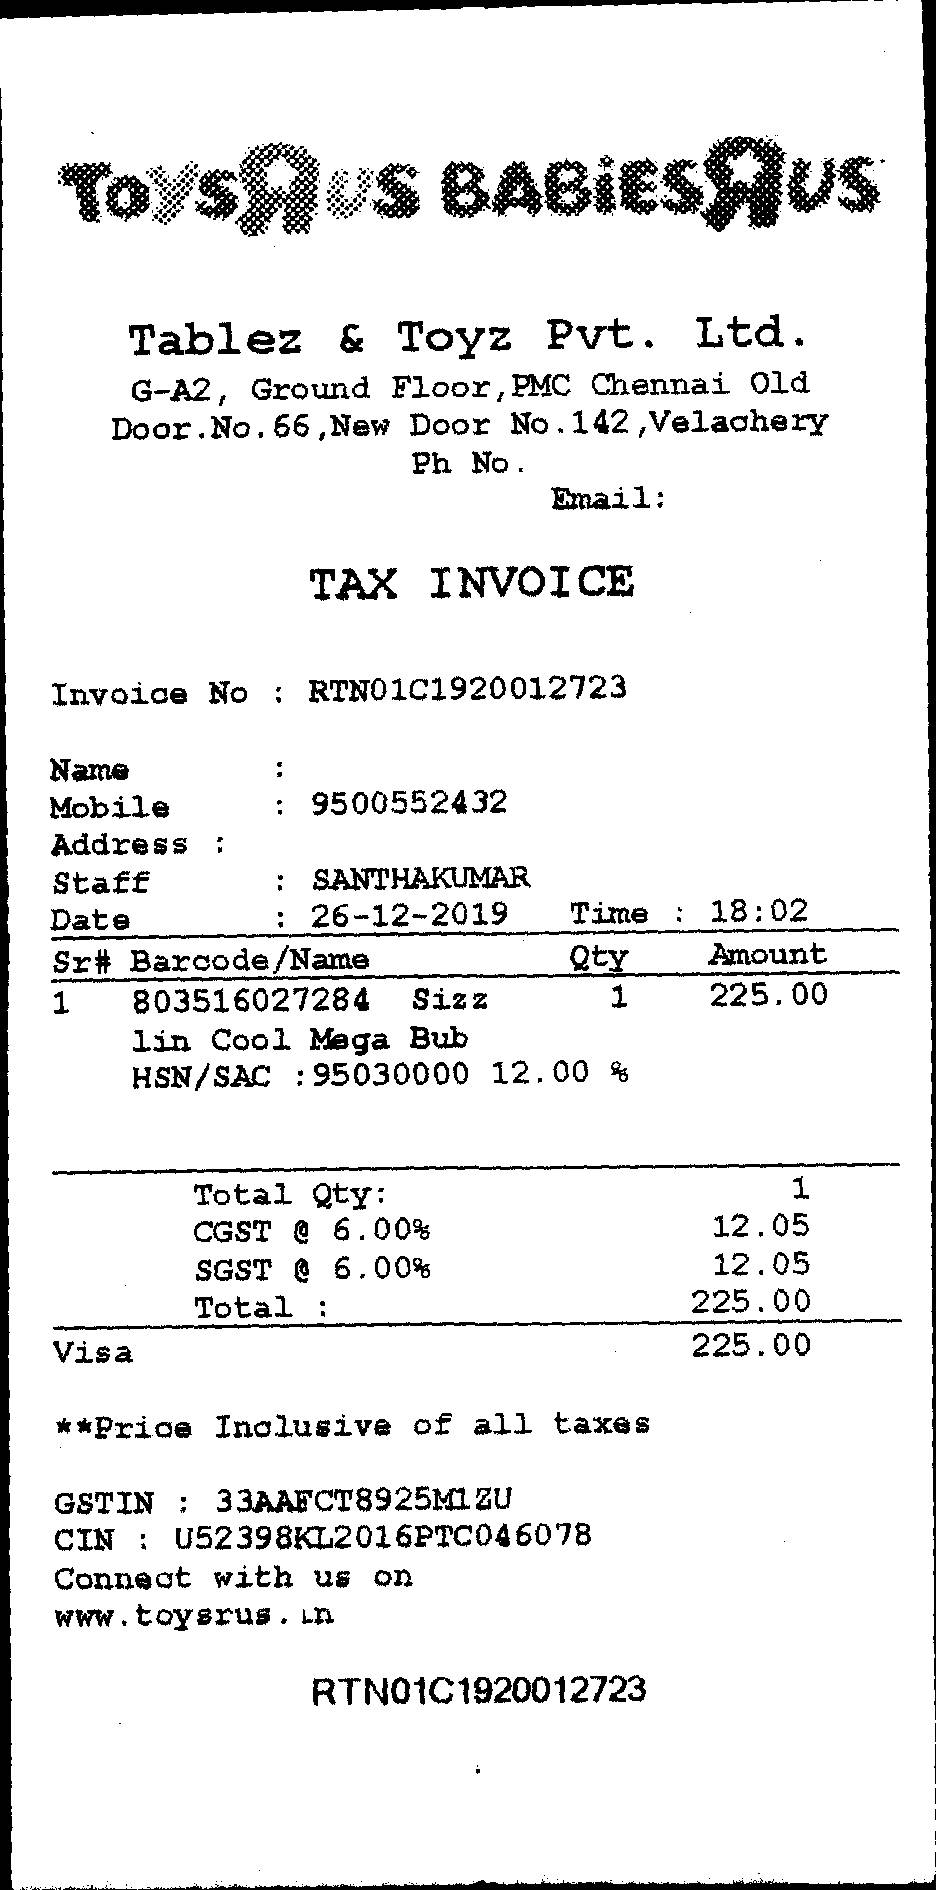 TOYSRUS BABiESRUS
Tablez & Toyz Pvt. Ltd.
G-A2, Ground Floor,PMC Chennai Old
Door.No.66,New Door No.142,Velachery
Ph No.
Email:
TAX INVOICE
Invoice No : RTN01C1920012723
Name :
Mobile : 9500552432
Address :
Staff : SANTHAKUMAR
Date : 26-12-2019 Time : 18:02
Sr# Barcode/Name Qty Amount
1 803516027284 Sizz 1 225.00
lin Cool Mega Bub
HSN/SAC :95030000 12.00 %
Total Qty: 1
CGST @ 6.00% 12.05
SGST @ 6.00% 12.05
Total : 225.00
Visa 225.00
**Price Inclusive of all taxes
GSTIN : 33AAFCT8925M1ZU
CIN : U52398KL2016PTC046078
Connect with us on
www.toysrus.in
RTN01C1920012723